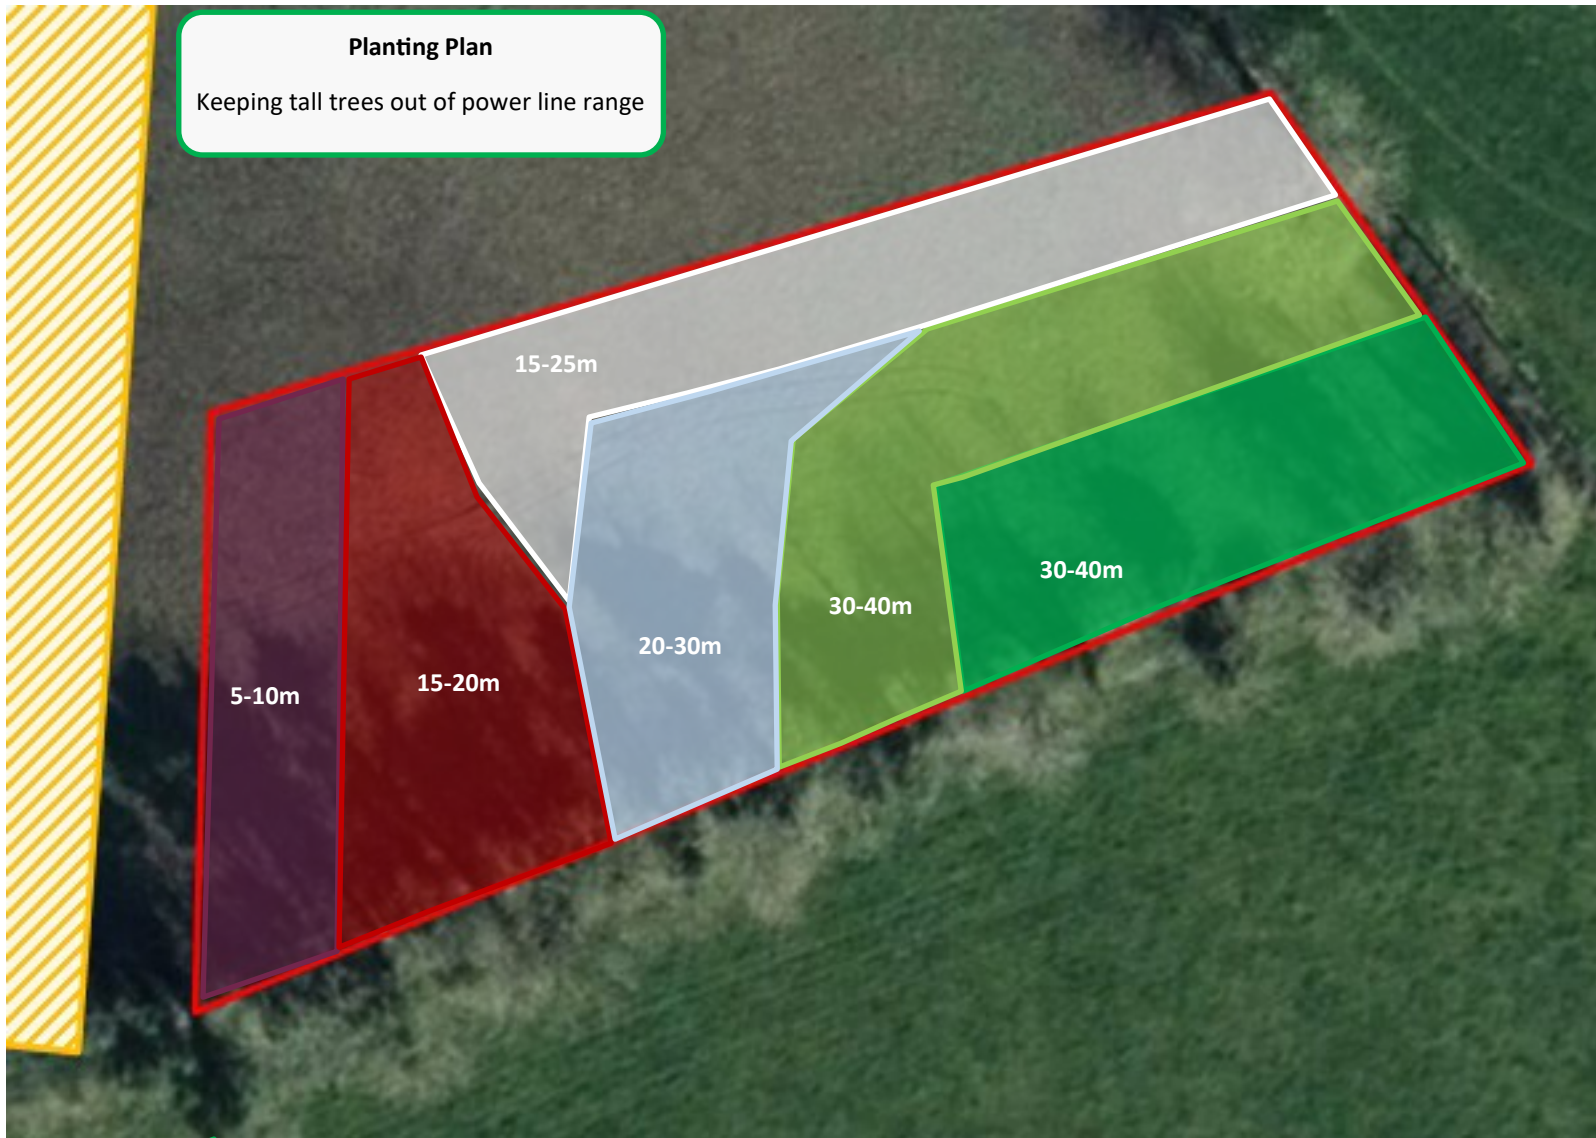 Planting Plan
Keeping tall trees out of power line range
15-25m
30-40m
30-40m
20-30m
15-20m
5-10m